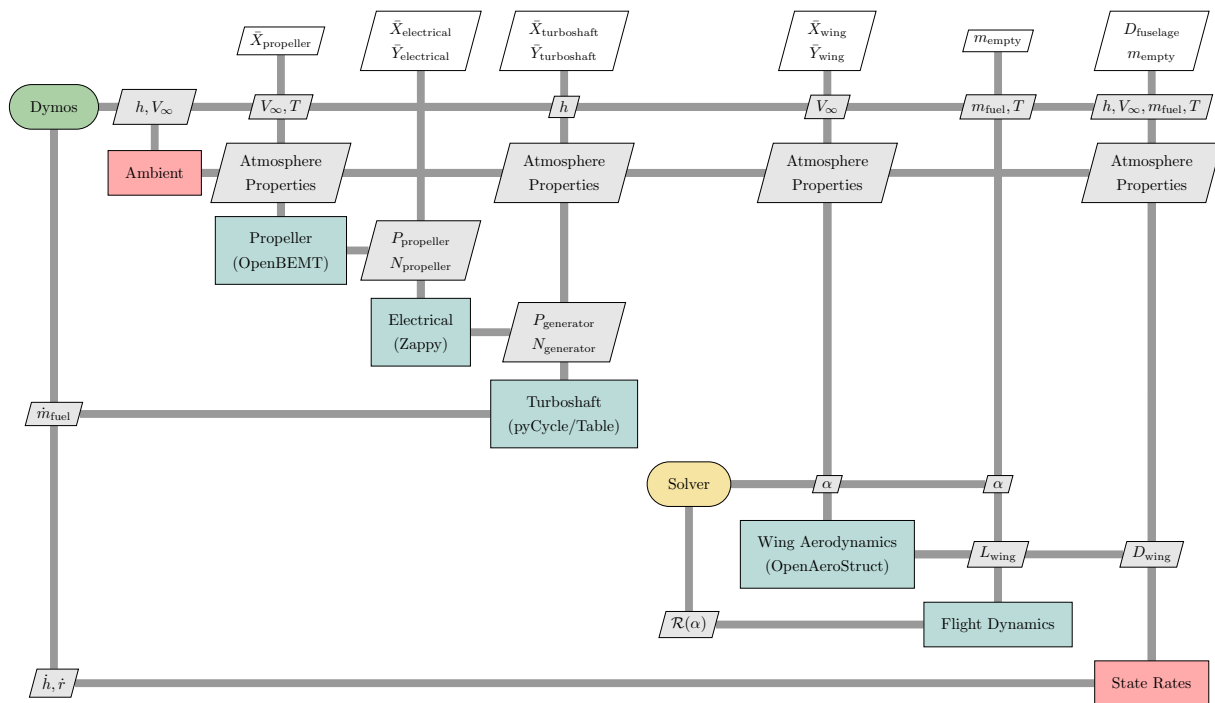 X̄propeller
X̄electrical
Ȳelectrical
X̄turboshaft
Ȳturboshaft
X̄wing
Ȳwing
mempty
Dfuselage
mempty
Dymos
h, V∞
V∞, T
h
V∞
mfuel, T
h, V∞, mfuel, T
Ambient
Atmosphere
Properties
Atmosphere
Properties
Atmosphere
Properties
Atmosphere
Properties
Propeller
(OpenBEMT)
Ppropeller
Npropeller
Electrical
(Zappy)
Pgenerator
Ngenerator
ṁfuel
Turboshaft
(pyCycle/Table)
Solver
α
α
Wing Aerodynamics
(OpenAeroStruct)
Lwing
Dwing
ℛ(α)
Flight Dynamics
ḣ, ṙ
State Rates